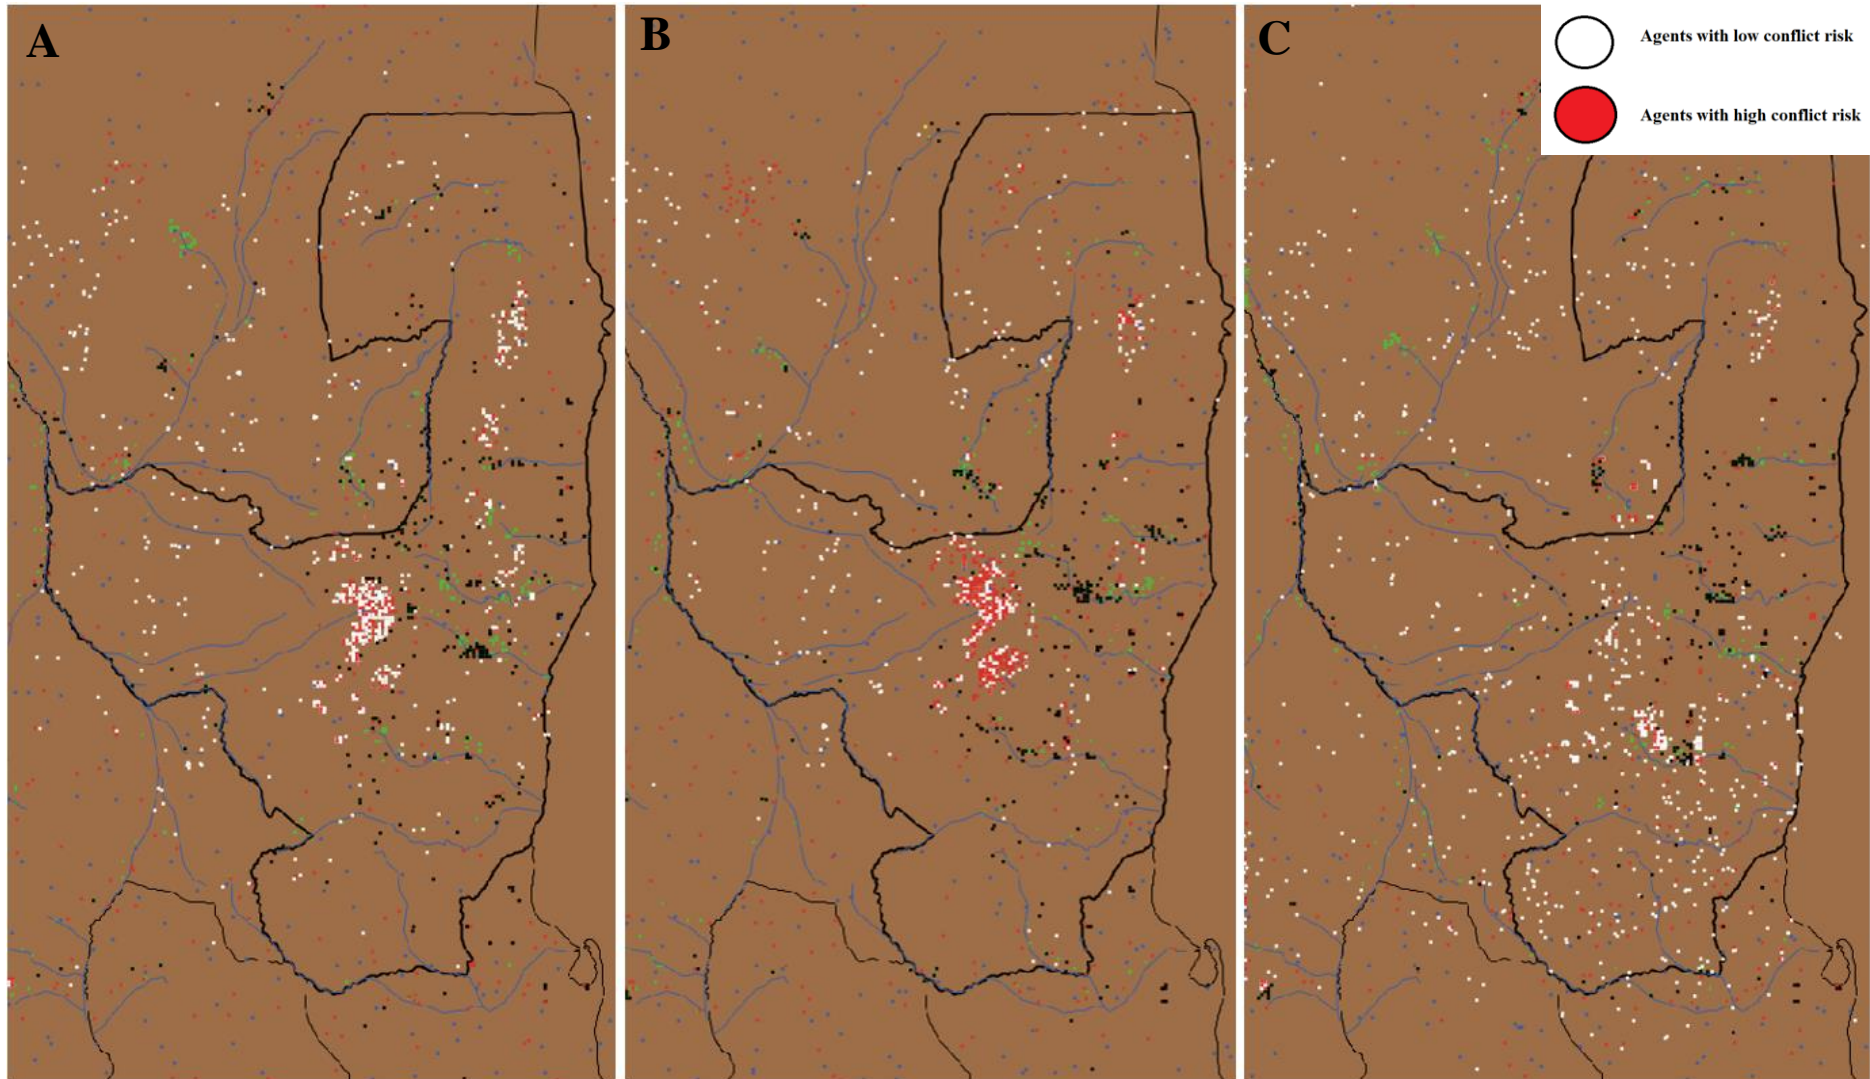 A
B
C
Agents with low conflict risk
Agents with high conflict risk